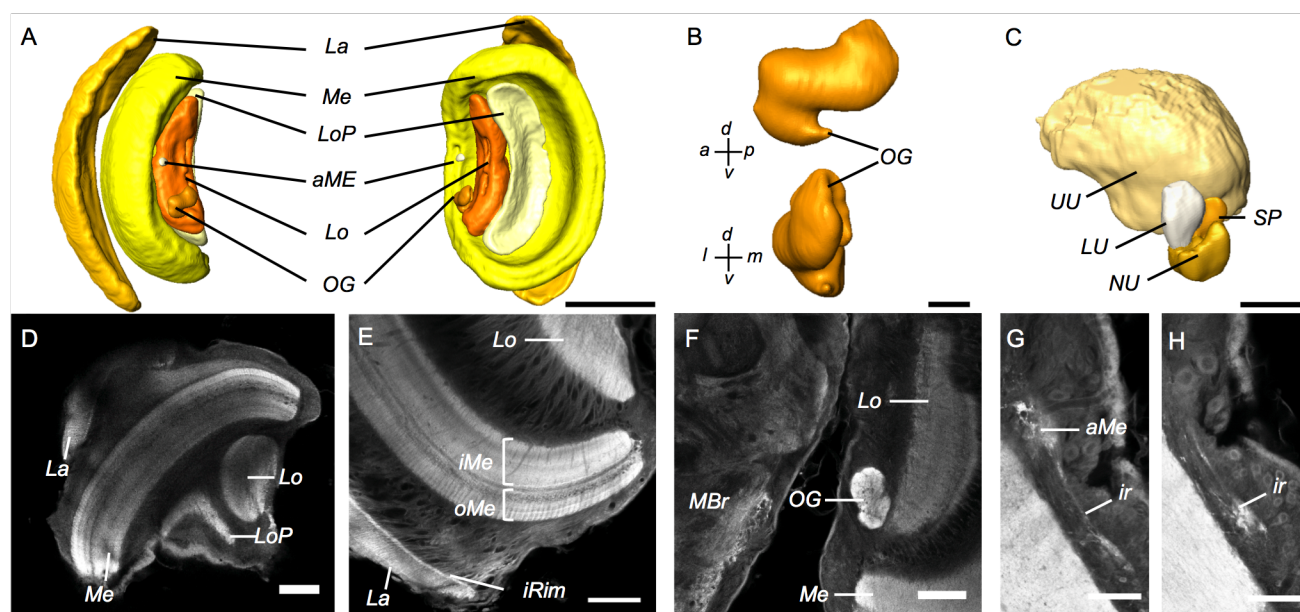 A
La
Me
LoP
aME
Lo
OG
B
d
a p
v
OG
d
l m
v
C
UU
LU
SP
NU
D
La
Lo
LoP
Me
E
Lo
iMe
oMe
La
iRim
F
Lo
MBr
OG
Me
G
aMe
ir
H
ir